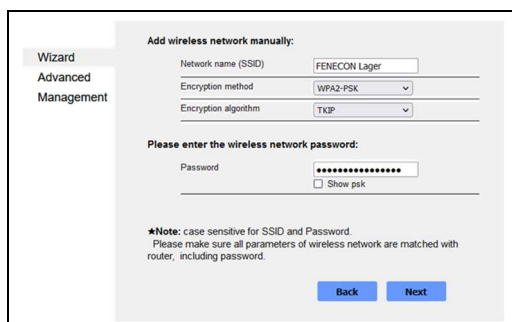 Wizard
Advanced
Management
Add wireless network manually:
Network name (SSID) FENECON Lager
Encryption method WPA2-PSK
Encryption algorithm TKIP
Please enter the wireless network password:
Password ●●●●●●●●●●●●●●●●
Show psk
★Note: case sensitive for SSID and Password.
Please make sure all parameters of wireless network are matched with
router, including password.
Back Next